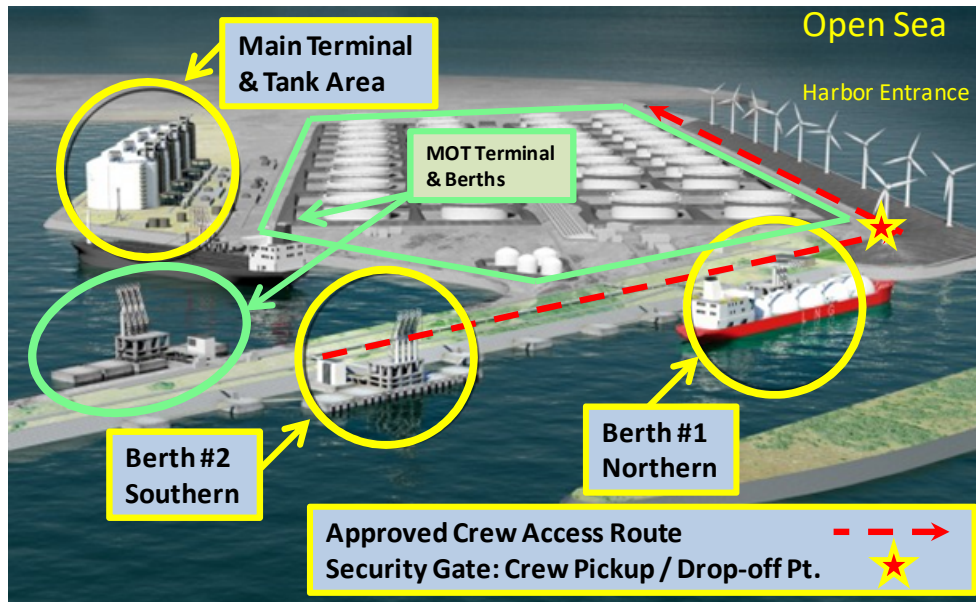 Open Sea
Main Terminal
& Tank Area
Harbor Entrance
MOT Terminal
& Berths
LNG
Berth #1
Northern
Berth #2
Southern
Approved Crew Access Route
Security Gate: Crew Pickup / Drop-off Pt.